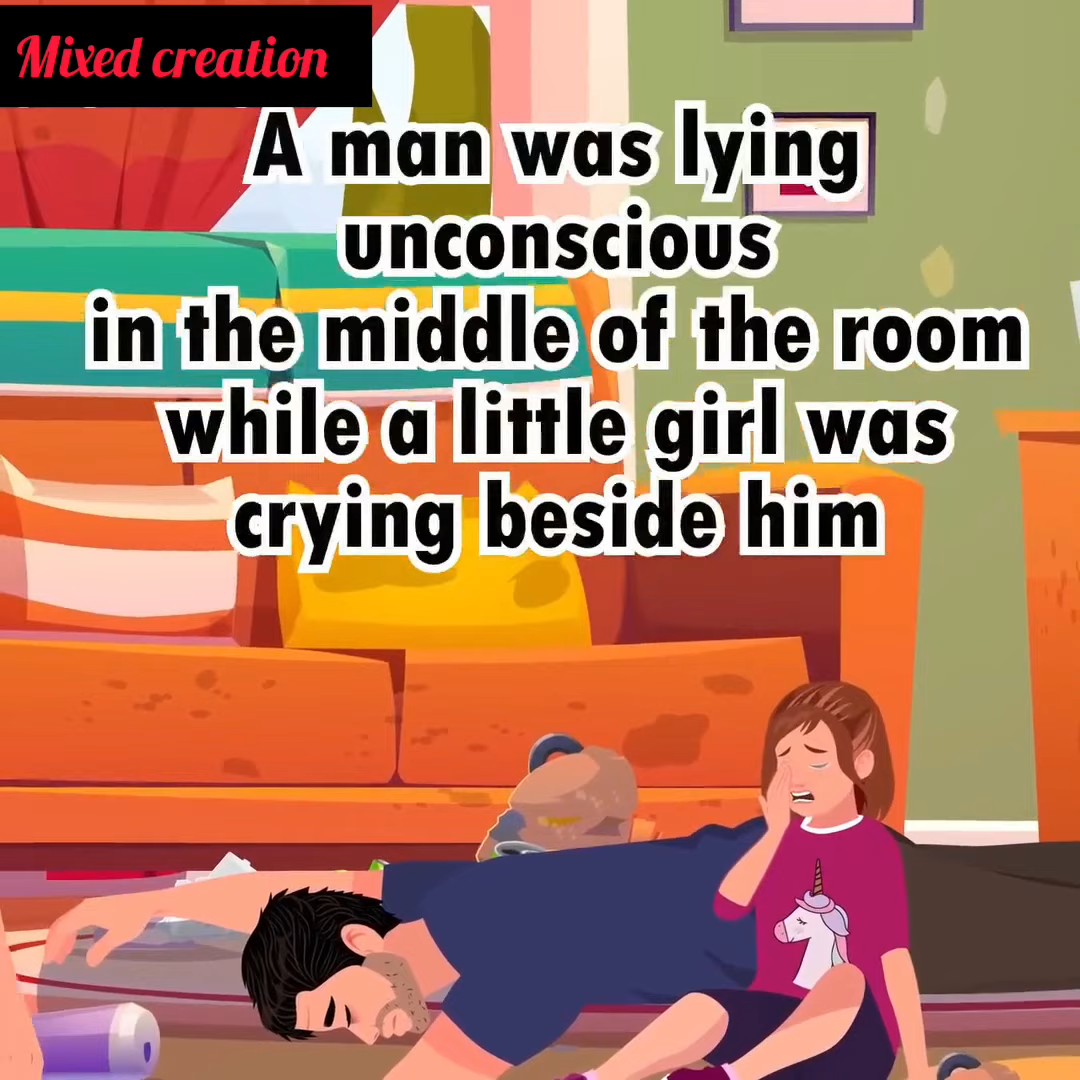 Mixed creation
A man was lying
unconscious
in the middle of the room
while a little girl was
crying beside him